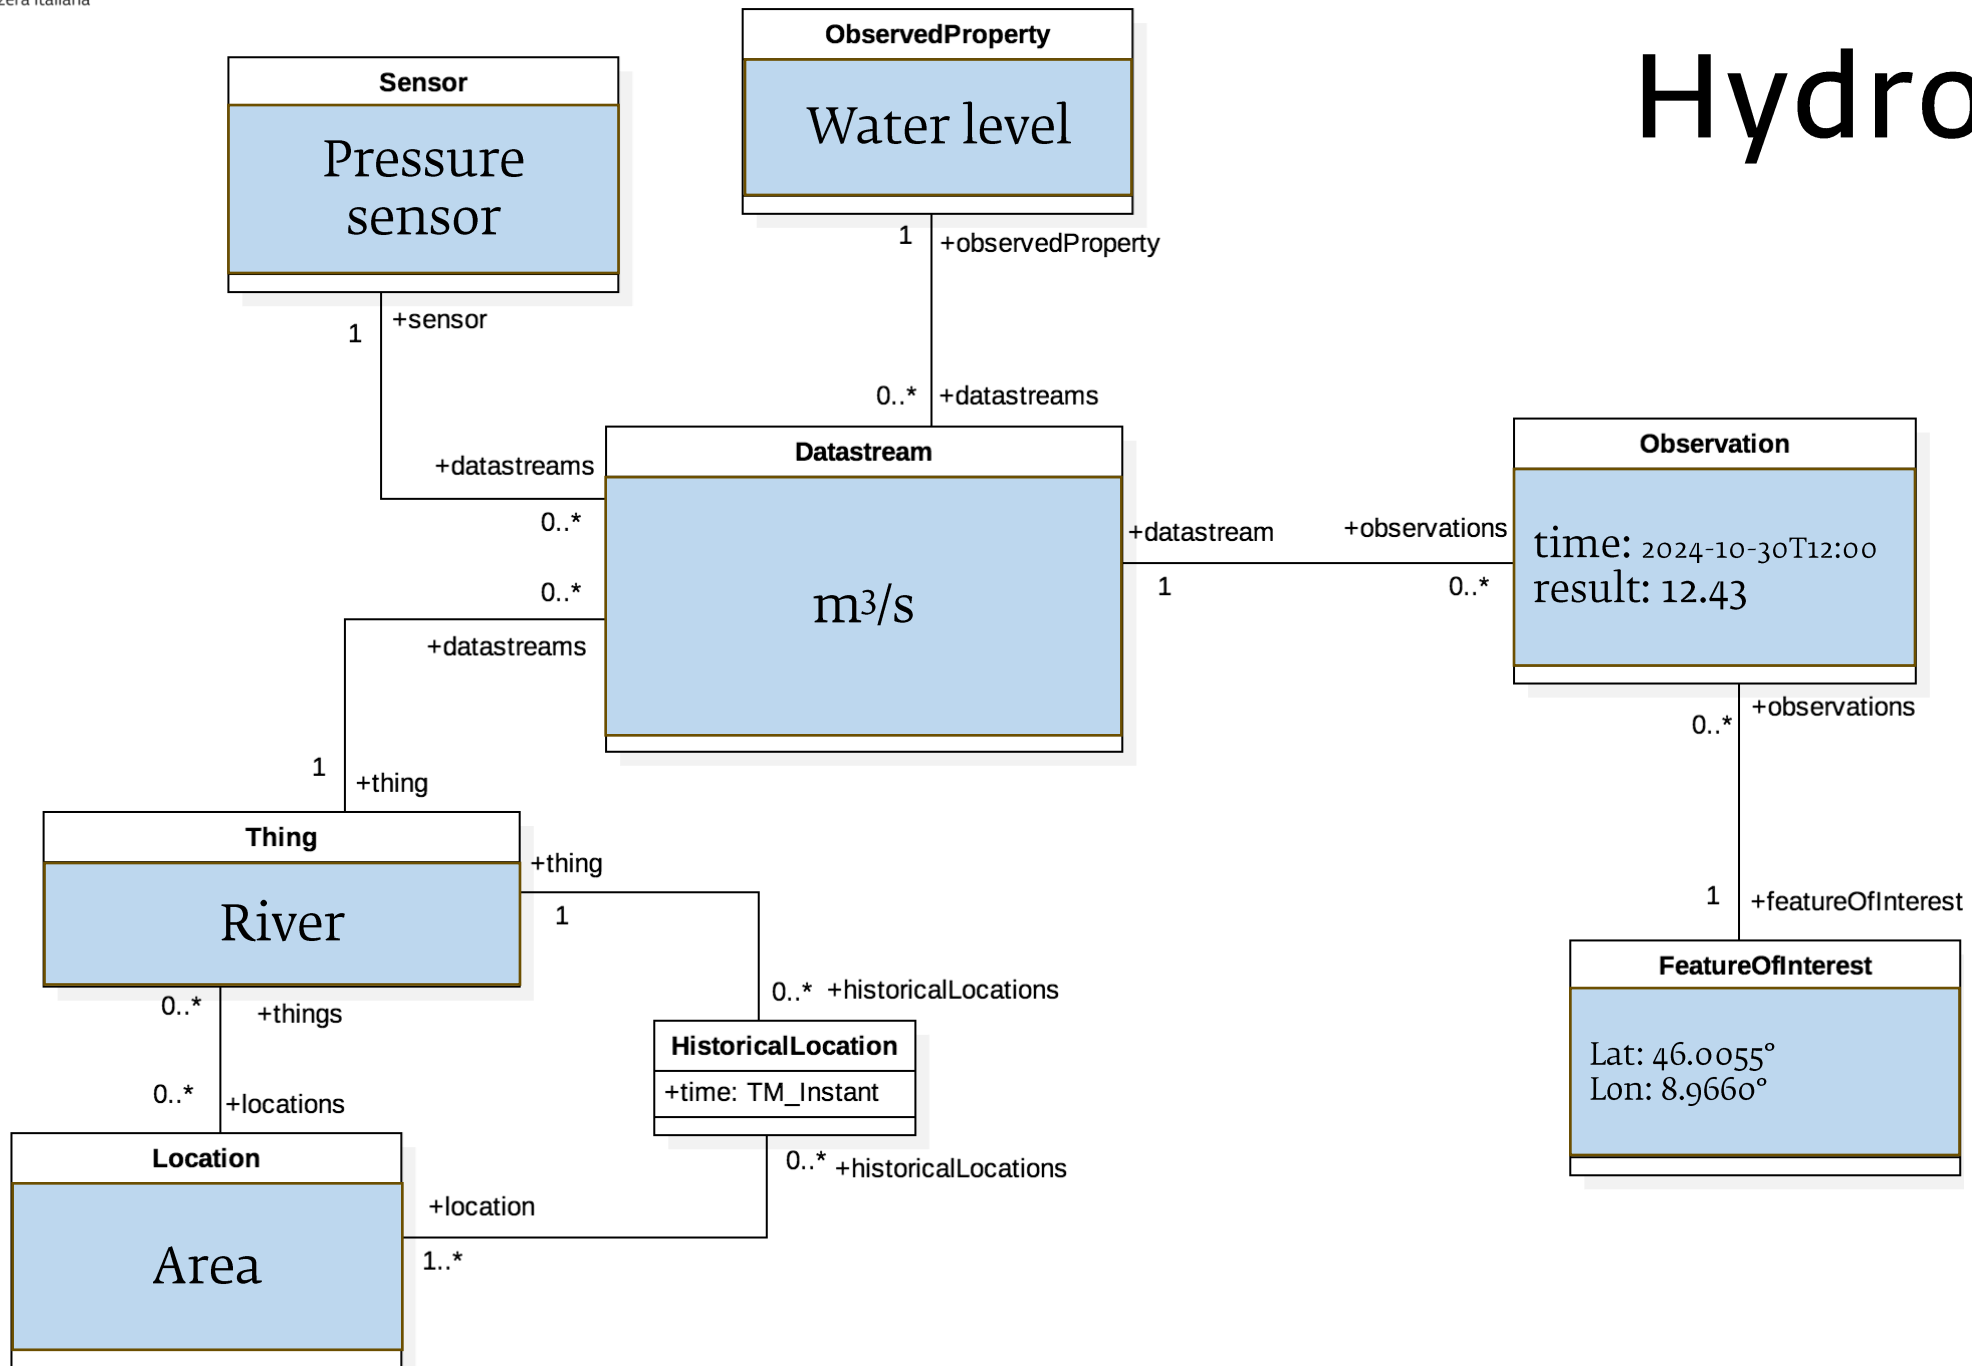 zera italiana
Hydro
ObservedProperty
Water level
Sensor
Pressure
sensor
1
+observedProperty
1
+sensor
0..*
+datastreams
Datastream
m³/s
+datastreams
0..*
0..*
+datastreams
+datastream
1
+observations
0..*
Observation
time: 2024-10-30T12:00
result: 12.43
0..*
+observations
1
+featureOfInterest
FeatureOfInterest
Lat: 46.0055°
Lon: 8.9660°
1
+thing
Thing
River
+thing
1
0..*
+historicalLocations
HistoricalLocation
+time: TM_Instant
0..*
+historicalLocations
0..*
+things
0..*
+locations
Location
Area
+location
1..*